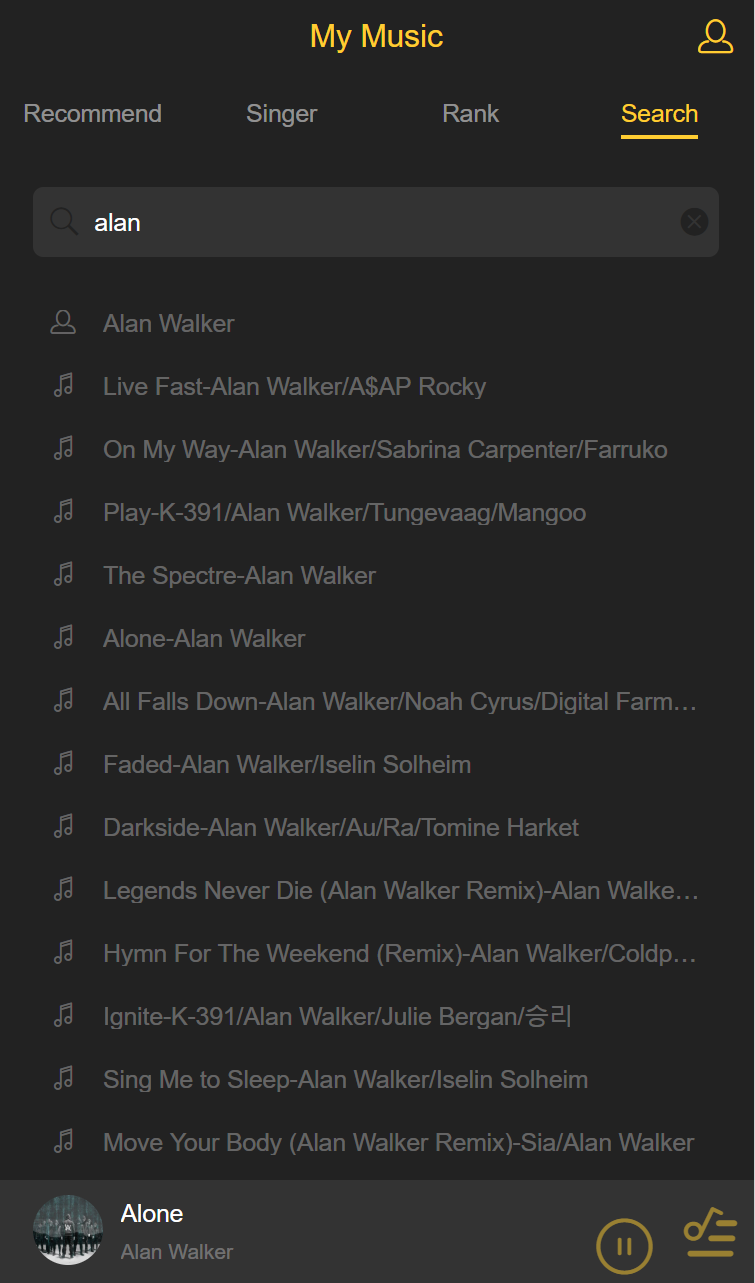 My Music
Recommend Singer Rank Search
alan
Alan Walker
Live Fast-Alan Walker/A$AP Rocky
On My Way-Alan Walker/Sabrina Carpenter/Farruko
Play-K-391/Alan Walker/Tungevaag/Mangoo
The Spectre-Alan Walker
Alone-Alan Walker
All Falls Down-Alan Walker/Noah Cyrus/Digital Farm…
Faded-Alan Walker/Iselin Solheim
Darkside-Alan Walker/Au/Ra/Tomine Harket
Legends Never Die (Alan Walker Remix)-Alan Walke…
Hymn For The Weekend (Remix)-Alan Walker/Coldp…
Ignite-K-391/Alan Walker/Julie Bergan/승리
Sing Me to Sleep-Alan Walker/Iselin Solheim
Move Your Body (Alan Walker Remix)-Sia/Alan Walker
Alone
Alan Walker